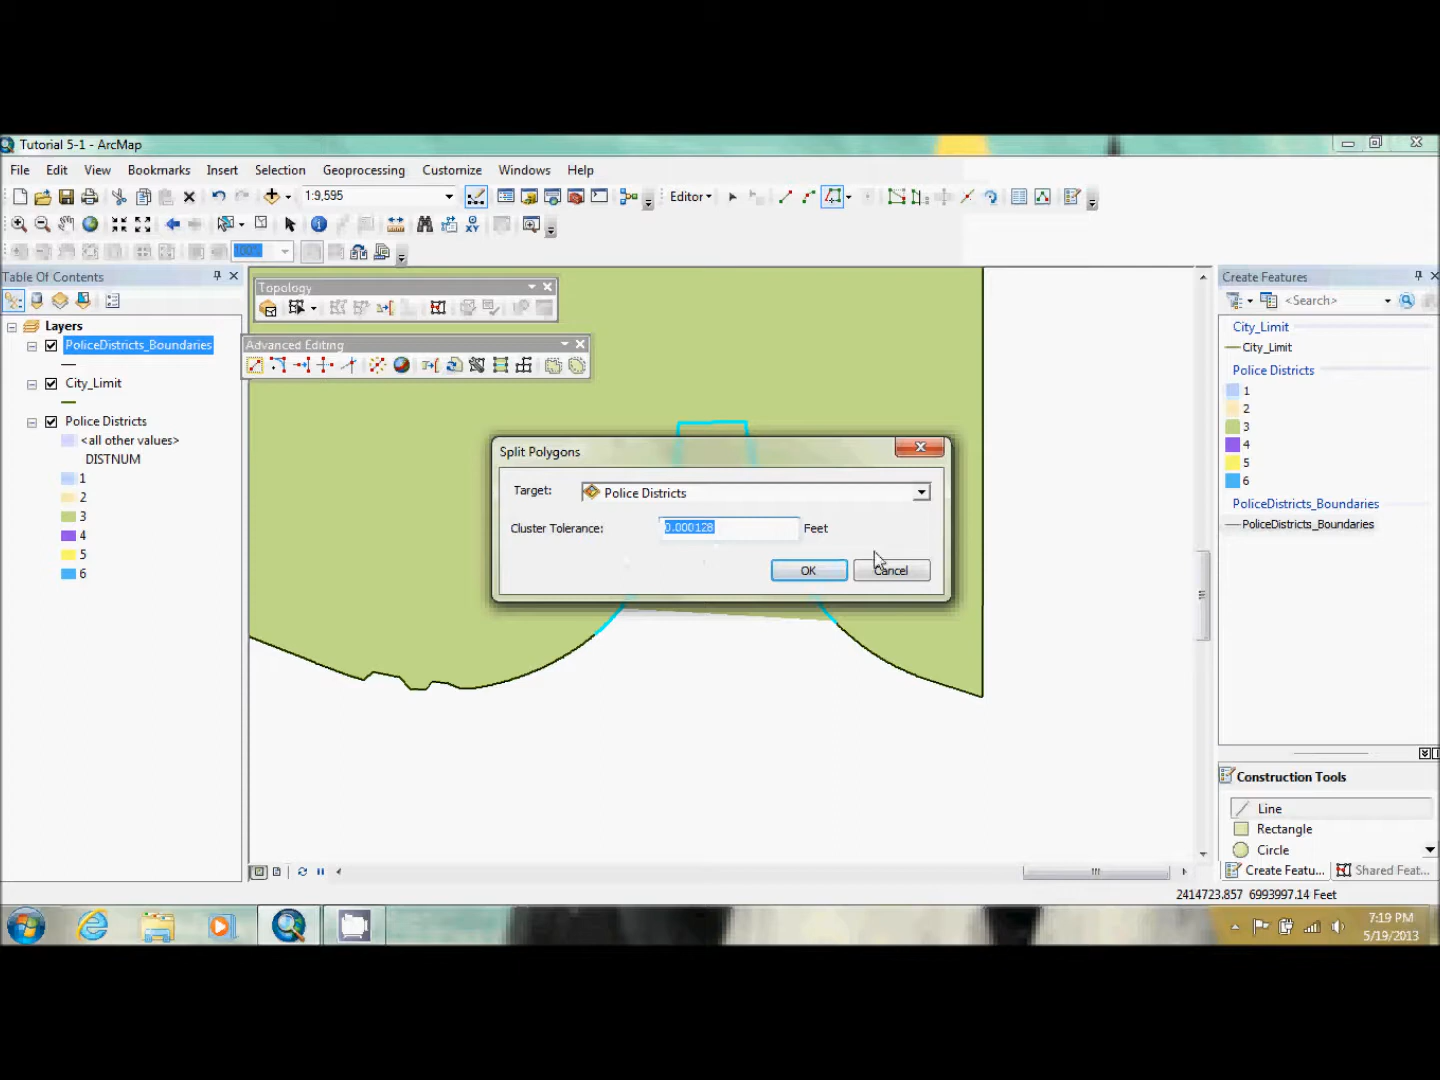 Tutorial 5-1 - ArcMap
File Edit View Bookmarks Insert Selection Geoprocessing Customize Windows Help
1:9,595
Editor
Table Of Contents
Layers
PoliceDistricts_Boundaries
City_Limit
Police Districts
<all other values>
DISTNUM
1
2
3
4
5
6
Topology
Advanced Editing
Split Polygons
Target: Police Districts
Cluster Tolerance: 0.000128 Feet
OK Cancel
Create Features
<Search>
City_Limit
City_Limit
Police Districts
1
2
3
4
5
6
PoliceDistricts_Boundaries
PoliceDistricts_Boundaries
Construction Tools
Line
Rectangle
Circle
Create Featu... Shared Feat...
2414723.857 6993997.14 Feet
7:19 PM
5/19/2013